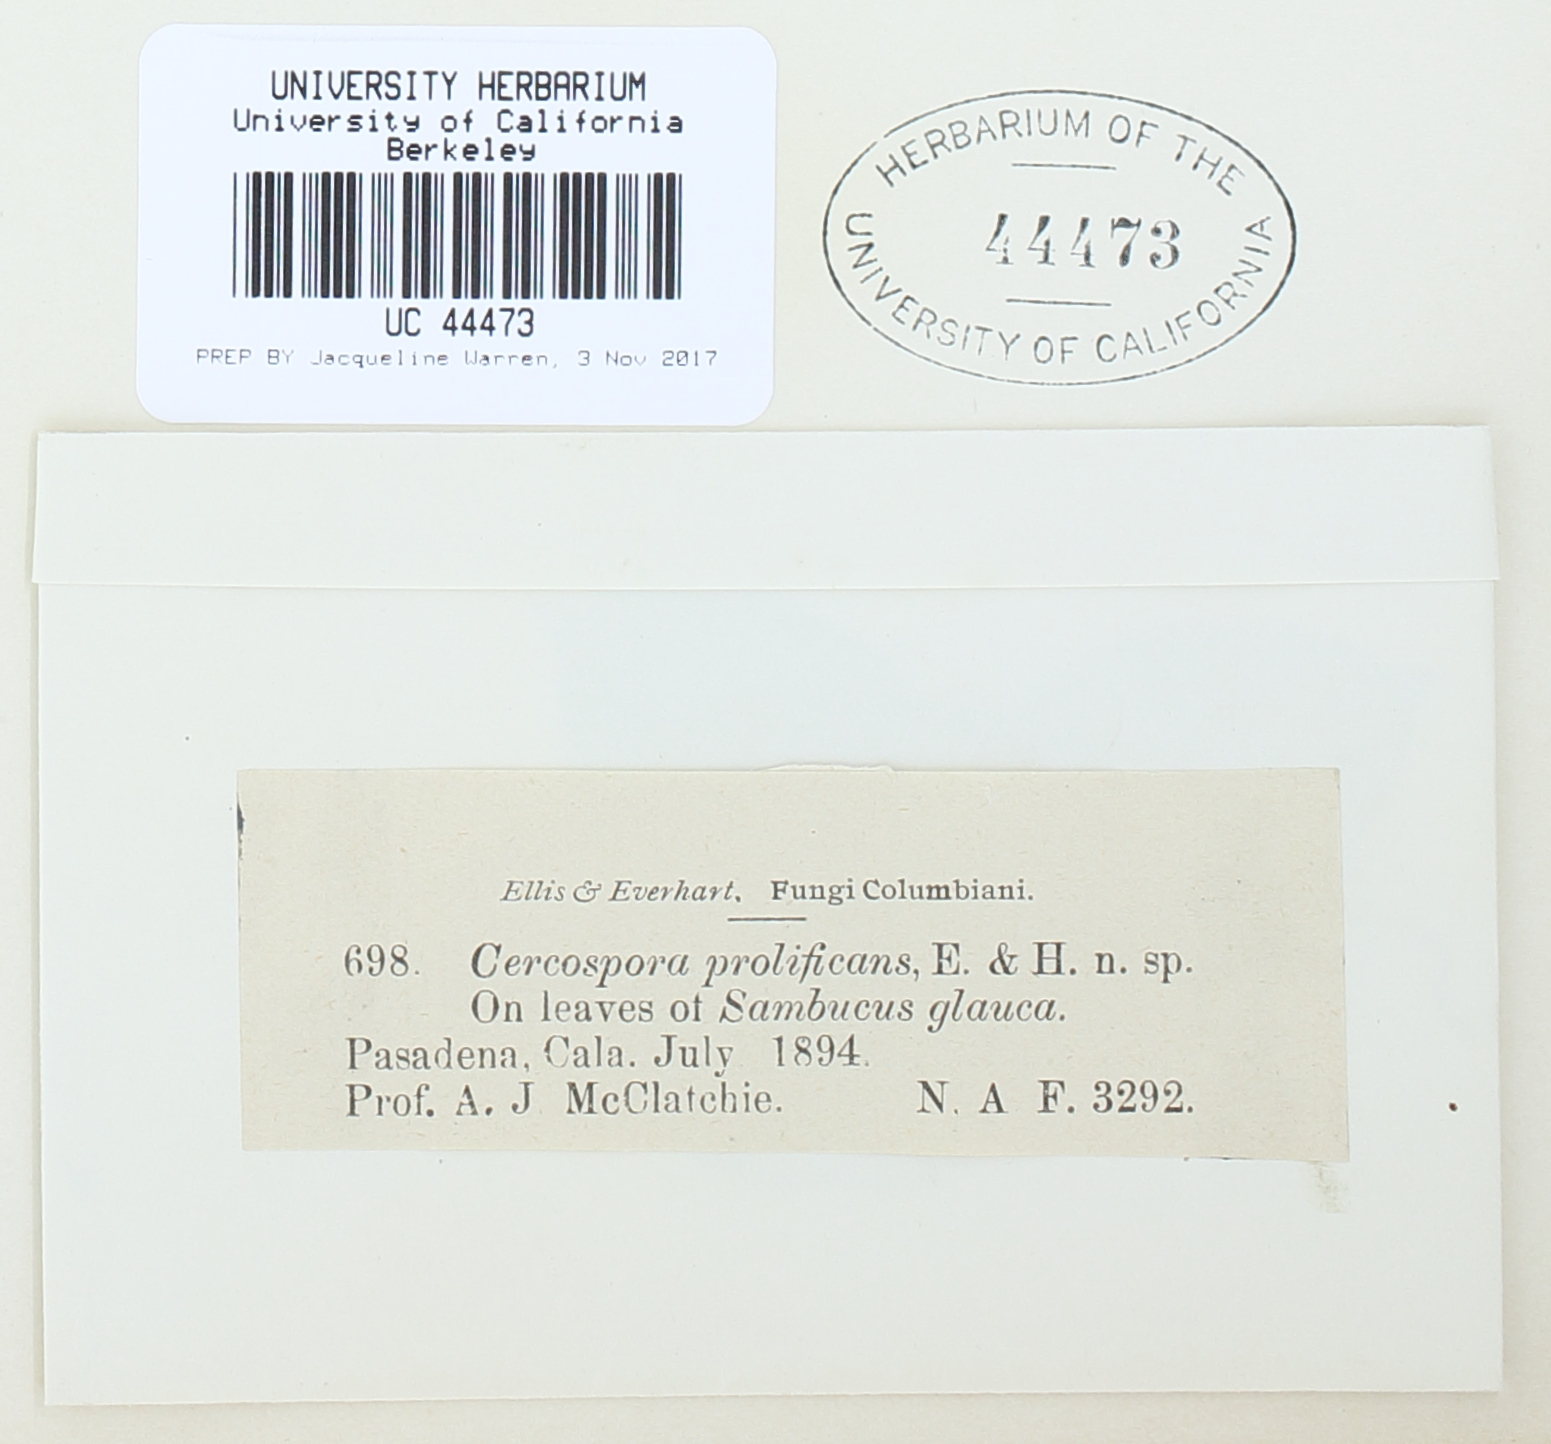 UNIVERSITY HERBARIUM
University of California
Berkeley
UC 44473
PREP BY Jacqueline Warren, 3 Nov 2017
HERBARIUM OF THE
44473
UNIVERSITY OF CALIFORNIA
Ellis & Everhart. Fungi Columbiani.
698. Cercospora prolificans, E. & H. n. sp.
On leaves of Sambucus glauca.
Pasadena, Cala. July 1894.
Prof. A. J McClatchie. N. A F. 3292.